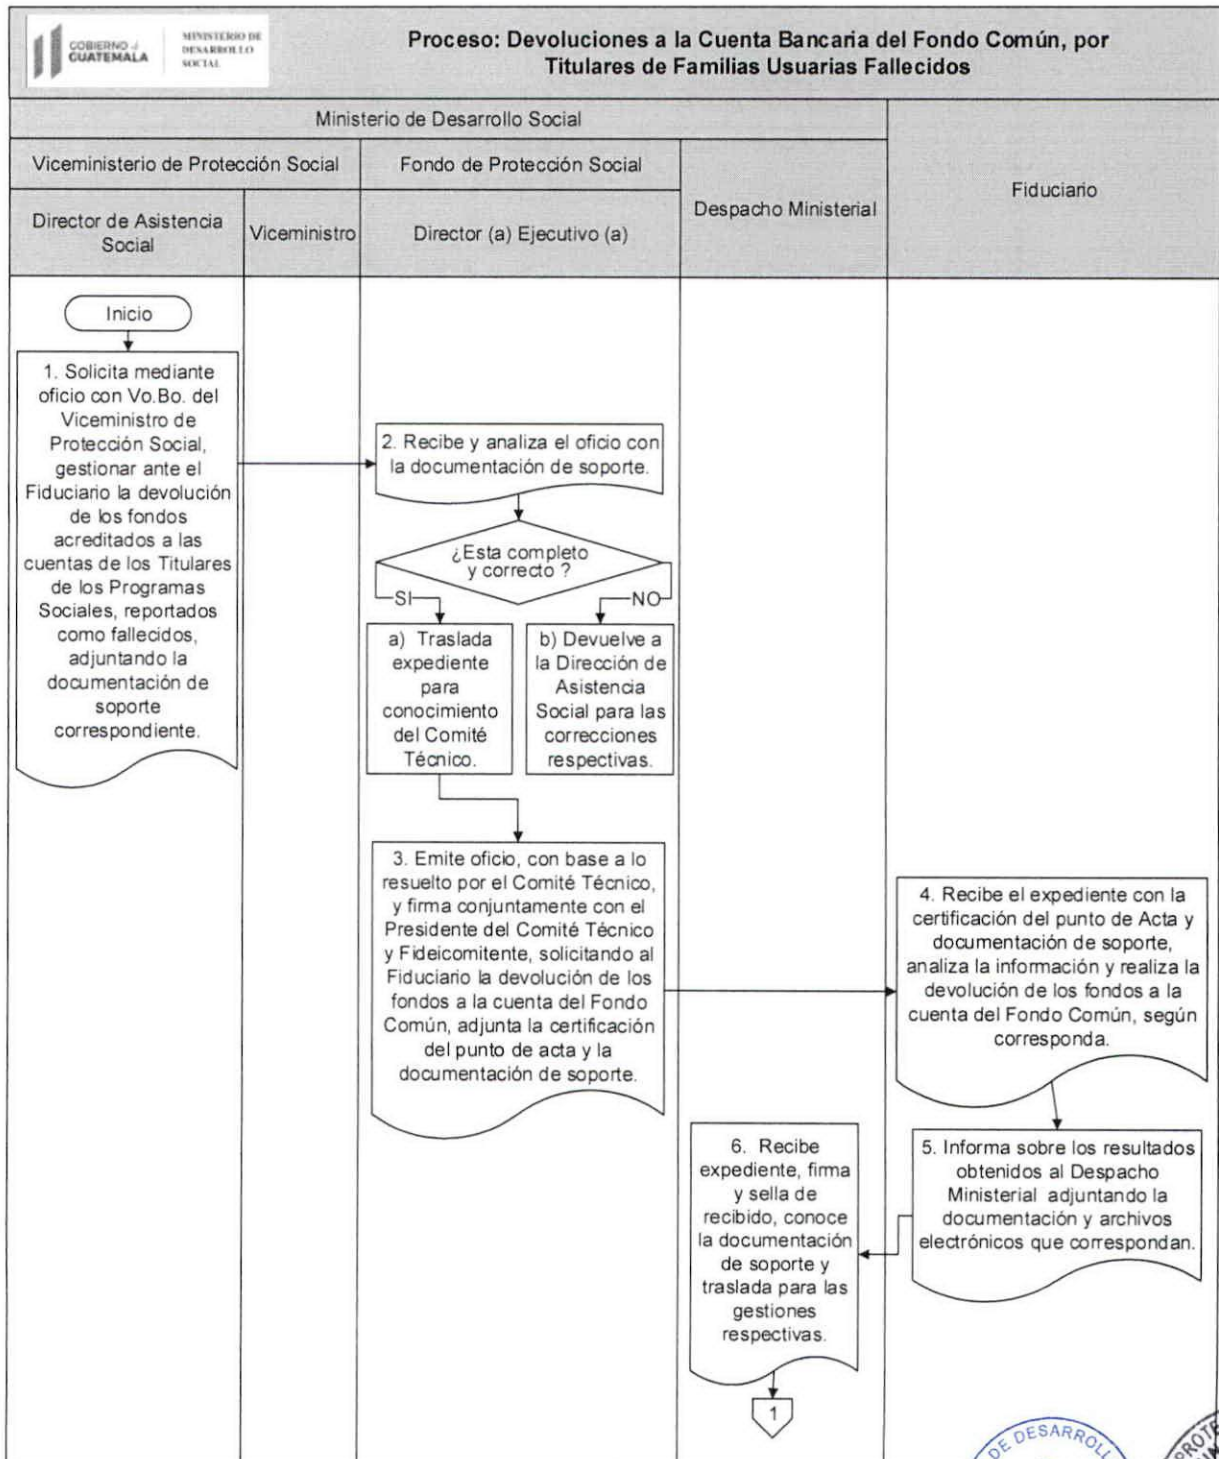 GOBIERNO de
GUATEMALA
MINISTERIO DE
DESARROLLO
SOCIAL
Proceso: Devoluciones a la Cuenta Bancaria del Fondo Común, por
Titulares de Familias Usuarias Fallecidos
Ministerio de Desarrollo Social
Viceministerio de Protección Social
Fondo de Protección Social
Despacho Ministerial
Fiduciario
Director de Asistencia
Social
Viceministro
Director (a) Ejecutivo (a)
Inicio
1. Solicita mediante
oficio con Vo.Bo. del
Viceministro de
Protección Social,
gestionar ante el
Fiduciario la devolución
de los fondos
acreditados a las
cuentas de los Titulares
de los Programas
Sociales, reportados
como fallecidos,
adjuntando la
documentación de
soporte
correspondiente.
2. Recibe y analiza el oficio con
la documentación de soporte.
¿Esta completo
y correcto ?
SI
NO
a) Traslada
expediente
para
conocimiento
del Comité
Técnico.
b) Devuelve a
la Dirección de
Asistencia
Social para las
correcciones
respectivas.
3. Emite oficio, con base a lo
resuelto por el Comité Técnico,
y firma conjuntamente con el
Presidente del Comité Técnico
y Fideicomitente, solicitando al
Fiduciario la devolución de los
fondos a la cuenta del Fondo
Común, adjunta la certificación
del punto de acta y la
documentación de soporte.
4. Recibe el expediente con la
certificación del punto de Acta y
documentación de soporte,
analiza la información y realiza la
devolución de los fondos a la
cuenta del Fondo Común, según
corresponda.
5. Informa sobre los resultados
obtenidos al Despacho
Ministerial adjuntando la
documentación y archivos
electrónicos que correspondan.
6. Recibe
expediente, firma
y sella de
recibido, conoce
la documentación
de soporte y
traslada para las
gestiones
respectivas.
1
DE DESARROLL
PROTE